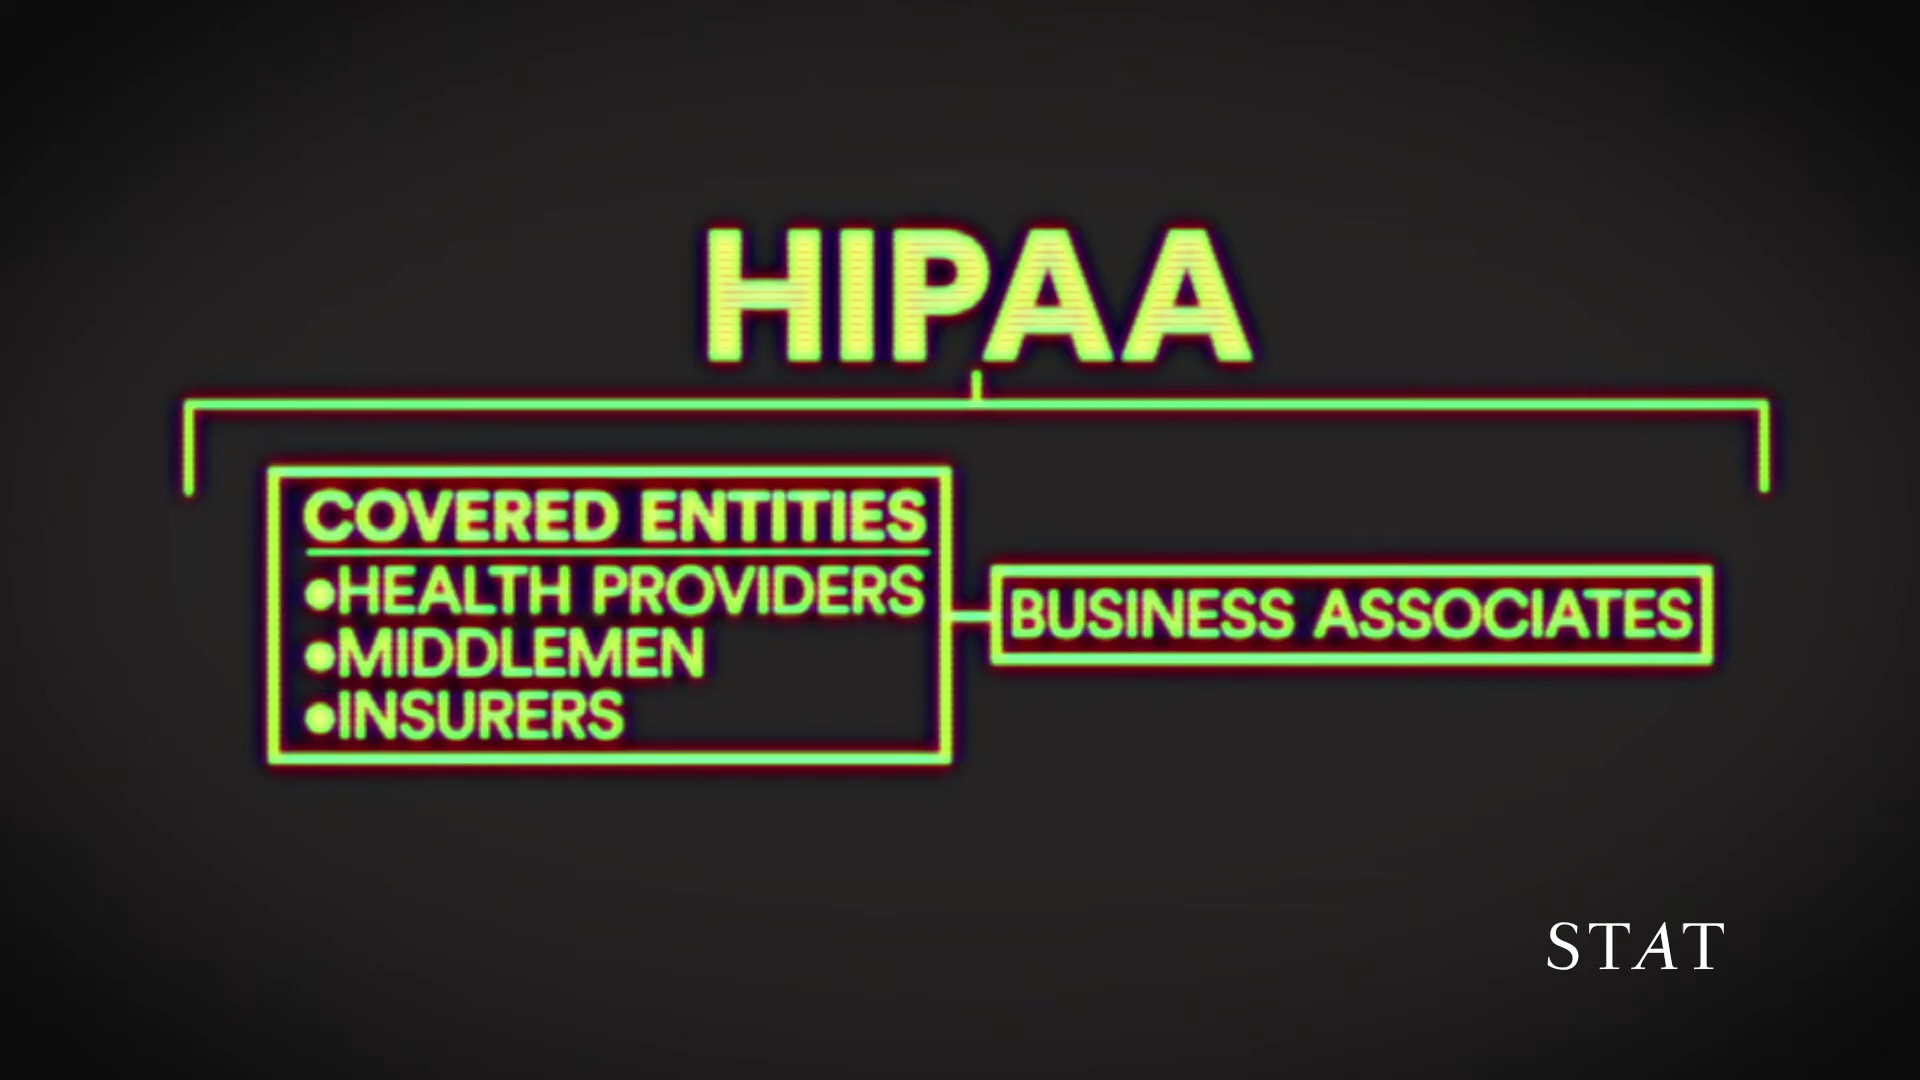 HIPAA
COVERED ENTITIES
●HEALTH PROVIDERS
●MIDDLEMEN
●INSURERS
BUSINESS ASSOCIATES
STAT